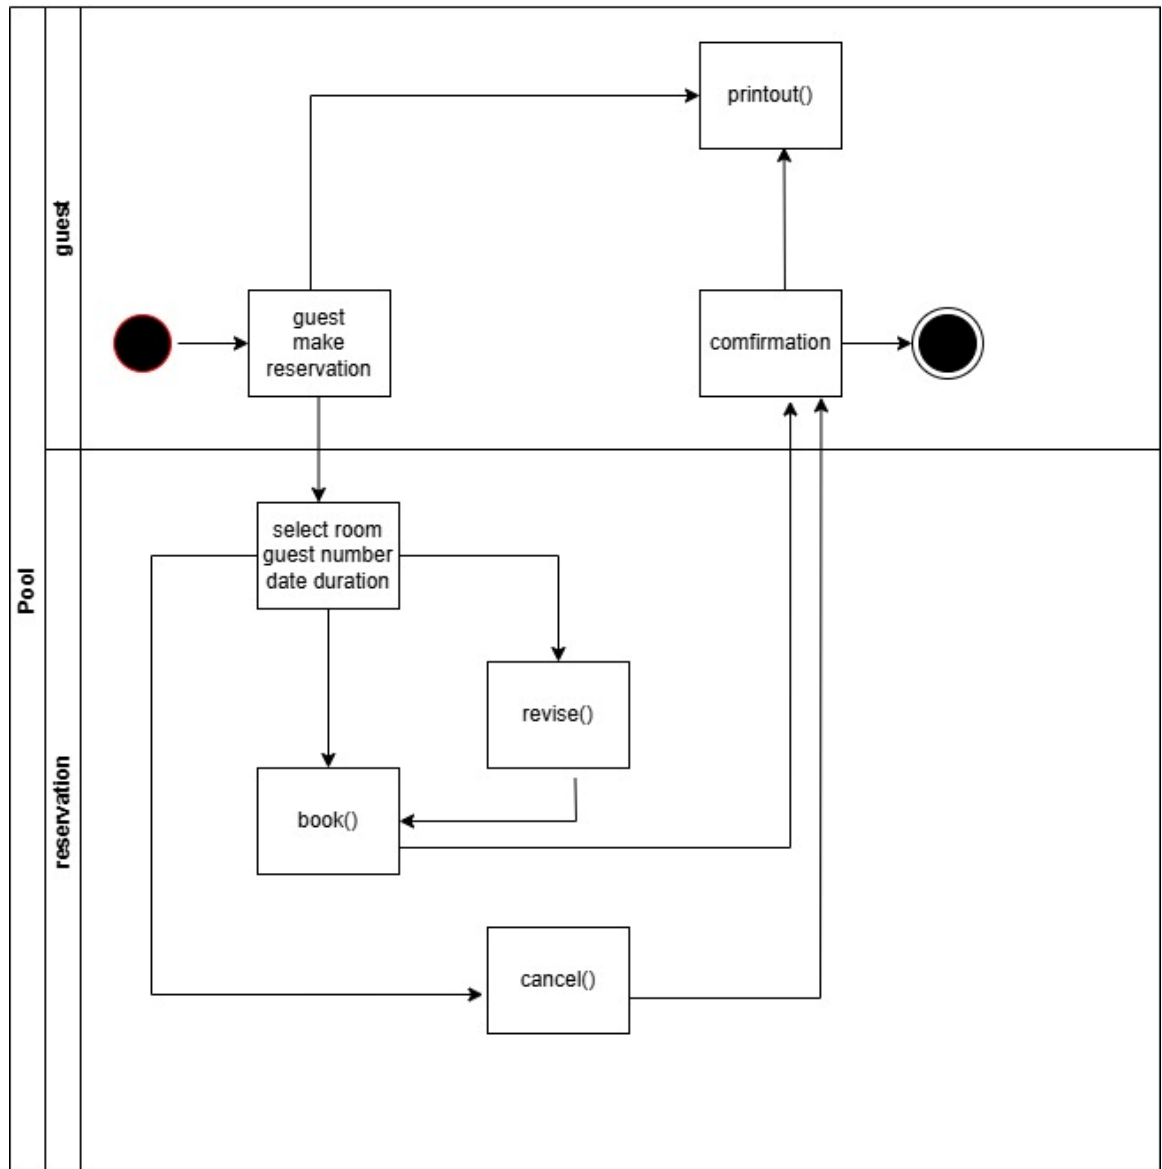 Pool
guest
printout()
guest
make
reservation
comfirmation
reservation
select room
guest number
date duration
revise()
book()
cancel()